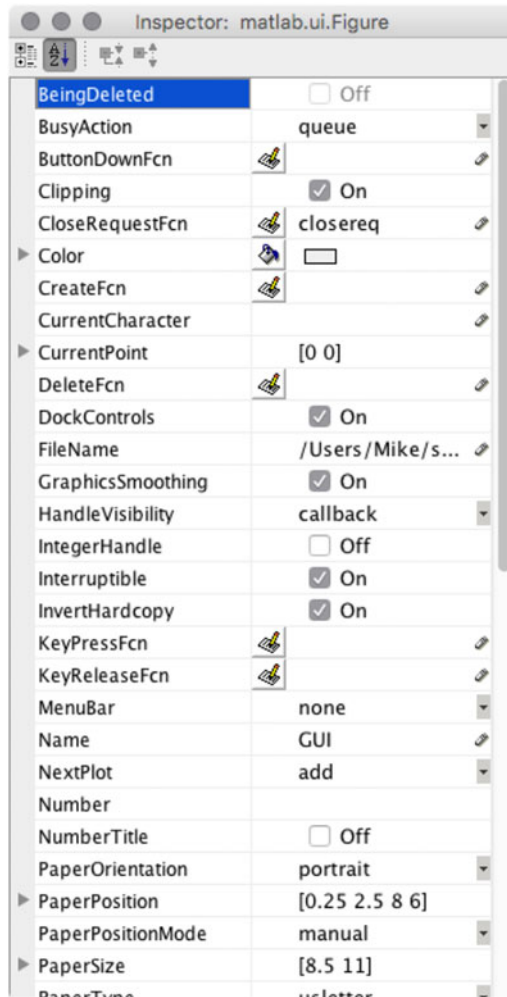 Inspector: matlab.ui.Figure
BeingDeleted Off
BusyAction queue
ButtonDownFcn
Clipping On
CloseRequestFcn closereq
Color
CreateFcn
CurrentCharacter
CurrentPoint [0 0]
DeleteFcn
DockControls On
FileName /Users/Mike/s...
GraphicsSmoothing On
HandleVisibility callback
IntegerHandle Off
Interruptible On
InvertHardcopy On
KeyPressFcn
KeyReleaseFcn
MenuBar none
Name GUI
NextPlot add
Number
NumberTitle Off
PaperOrientation portrait
PaperPosition [0.25 2.5 8 6]
PaperPositionMode manual
PaperSize [8.5 11]
PaperType usletter